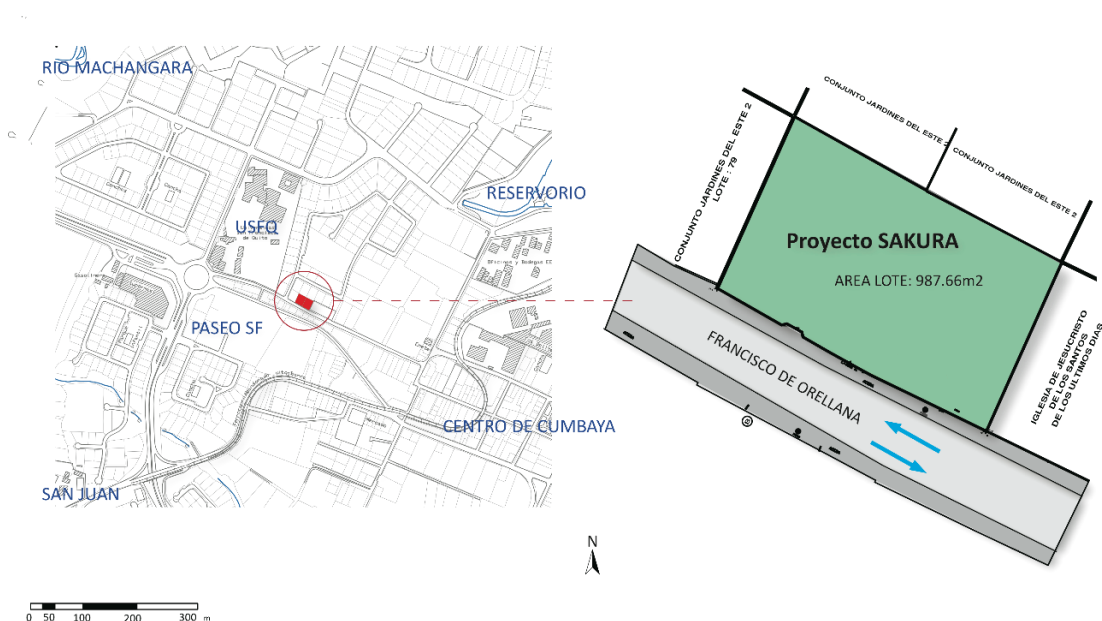 RIO MACHANGARA
RESERVORIO
USFQ
PASEO SF
CENTRO DE CUMBAYA
SAN JUAN
N
0 50 100 200 300 m
CONJUNTO JARDINES DEL ESTE 2
LOTE : 79
CONJUNTO JARDINES DEL ESTE 2
CONJUNTO JARDINES DEL ESTE 2
Proyecto SAKURA
AREA LOTE: 987.66m2
FRANCISCO DE ORELLANA
IGLESIA DE JESUCRISTO
DE LOS SANTOS
DE LOS ULTIMOS DIAS
S